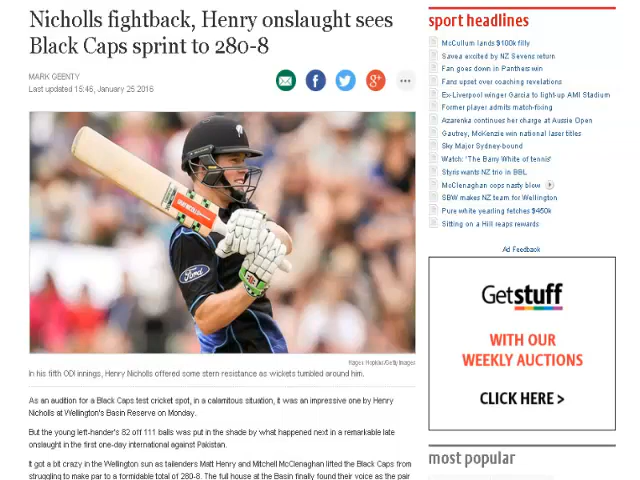 Nicholls fightback, Henry onslaught sees
Black Caps sprint to 280-8
MARK GEENTY
Last updated 15:45, January 25 2016
Ford
Hagen Hopkins/Getty Images
In his fifth ODI innings, Henry Nicholls offered some stern resistance as wickets tumbled around him.
As an audition for a Black Caps test cricket spot, in a calamitous situation, it was an impressive one by Henry
Nicholls at Wellington's Basin Reserve on Monday.
But the young left-hander's 82 off 111 balls was put in the shade by what happened next in a remarkable late
onslaught in the first one-day international against Pakistan.
It got a bit crazy in the Wellington sun as tailenders Matt Henry and Mitchell McClenaghan lifted the Black Caps from
struggling to make par to a formidable total of 280-8. The full house at the Basin finally found their voice as the pair
sport headlines
McCullum lands $100k filly
Savea excited by NZ Sevens return
Fan goes down in Panthers win
Fans upset over coaching revelations
Ex-Liverpool winger Garcia to light-up AMI Stadium
Former player admits match-fixing
Azarenka continues her charge at Aussie Open
Gautrey, McKenzie win national laser titles
Sky Major Sydney-bound
Watch: 'The Barry White of tennis'
Styris wants NZ trio in BBL
McClenaghan cops nasty blow
SBW makes NZ team for Wellington
Pure white yearling fetches $460k
Sitting on a Hill reaps rewards
Ad Feedback
Getstuff
WITH OUR
WEEKLY AUCTIONS
CLICK HERE >
most popular